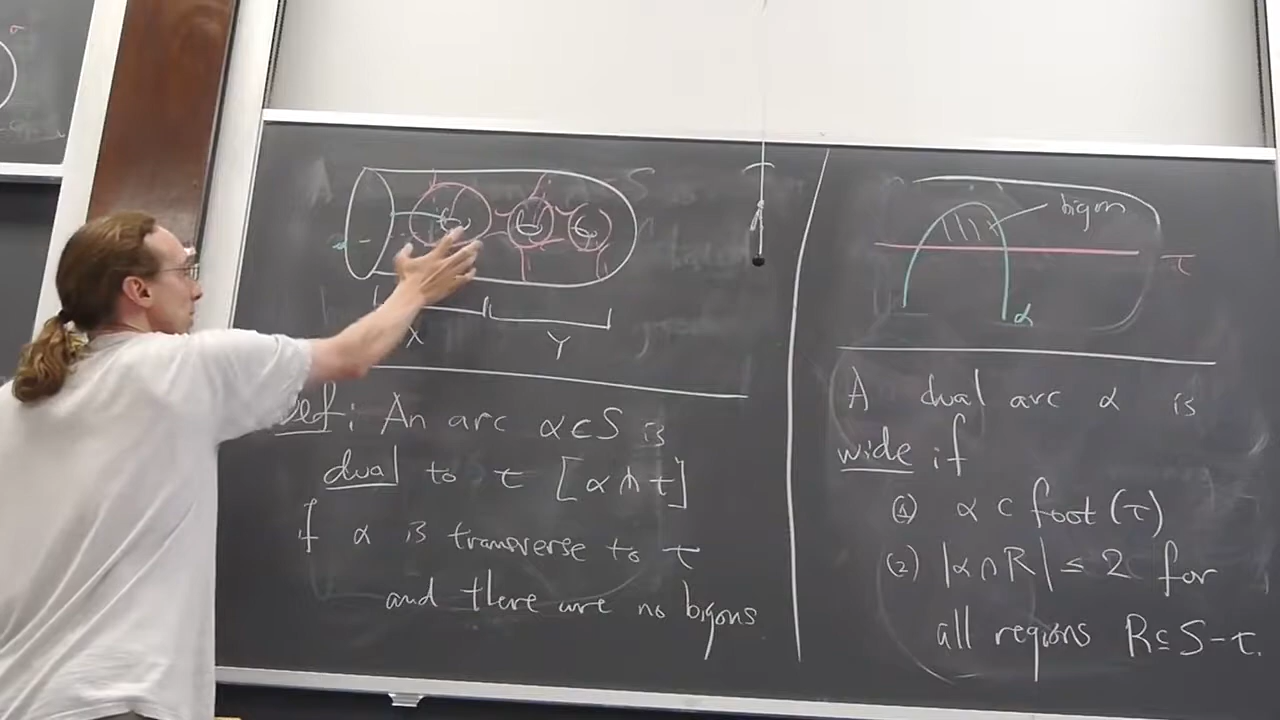 S
X
Y
Def: An arc α⊂S is
dual to τ [α⋔τ]
if α is transverse to τ
and there are no bigons
bigon
τ
α
A dual arc α is
wide if
(1) α ⊂ foot(τ)
(2) |α∩R| ≤ 2 for
all regions R⊆S-τ.